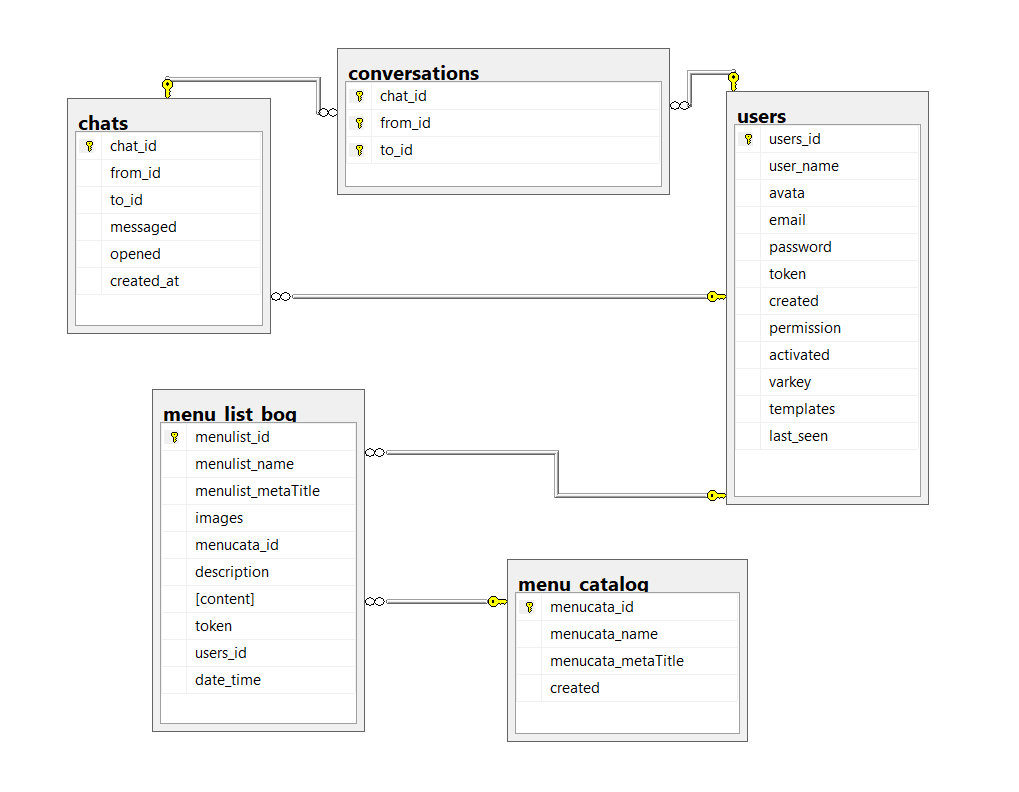 conversations
chat_id
from_id
to_id
chats
chat_id
from_id
to_id
messaged
opened
created_at
users
users_id
user_name
avata
email
password
token
created
permission
activated
varkey
templates
last_seen
menu_list_bog
menulist_id
menulist_name
menulist_metaTitle
images
menucata_id
description
[content]
token
users_id
date_time
menu_catalog
menucata_id
menucata_name
menucata_metaTitle
created